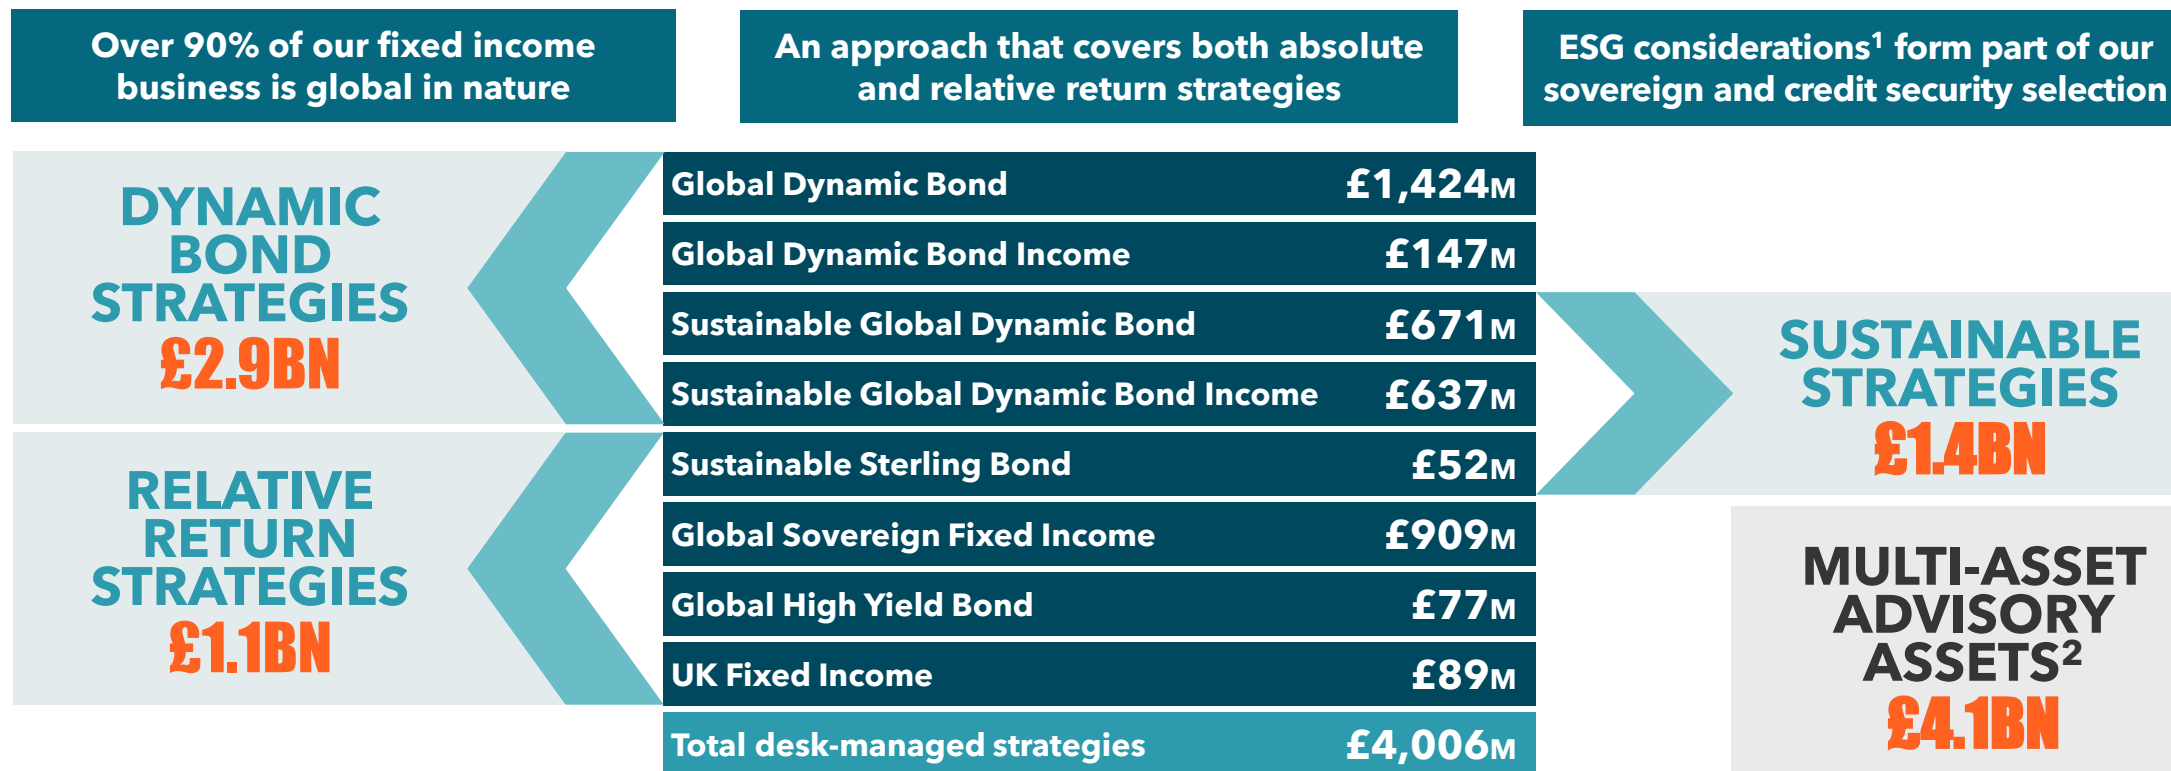 Over 90% of our fixed income
business is global in nature
An approach that covers both absolute
and relative return strategies
ESG considerations¹ form part of our
sovereign and credit security selection
DYNAMIC
BOND
STRATEGIES
£2.9BN
RELATIVE
RETURN
STRATEGIES
£1.1BN
Global Dynamic Bond £1,424M
Global Dynamic Bond Income £147M
Sustainable Global Dynamic Bond £671M
Sustainable Global Dynamic Bond Income £637M
Sustainable Sterling Bond £52M
Global Sovereign Fixed Income £909M
Global High Yield Bond £77M
UK Fixed Income £89M
Total desk-managed strategies £4,006M
SUSTAINABLE
STRATEGIES
£1.4BN
MULTI-ASSET
ADVISORY
ASSETS²
£4.1BN